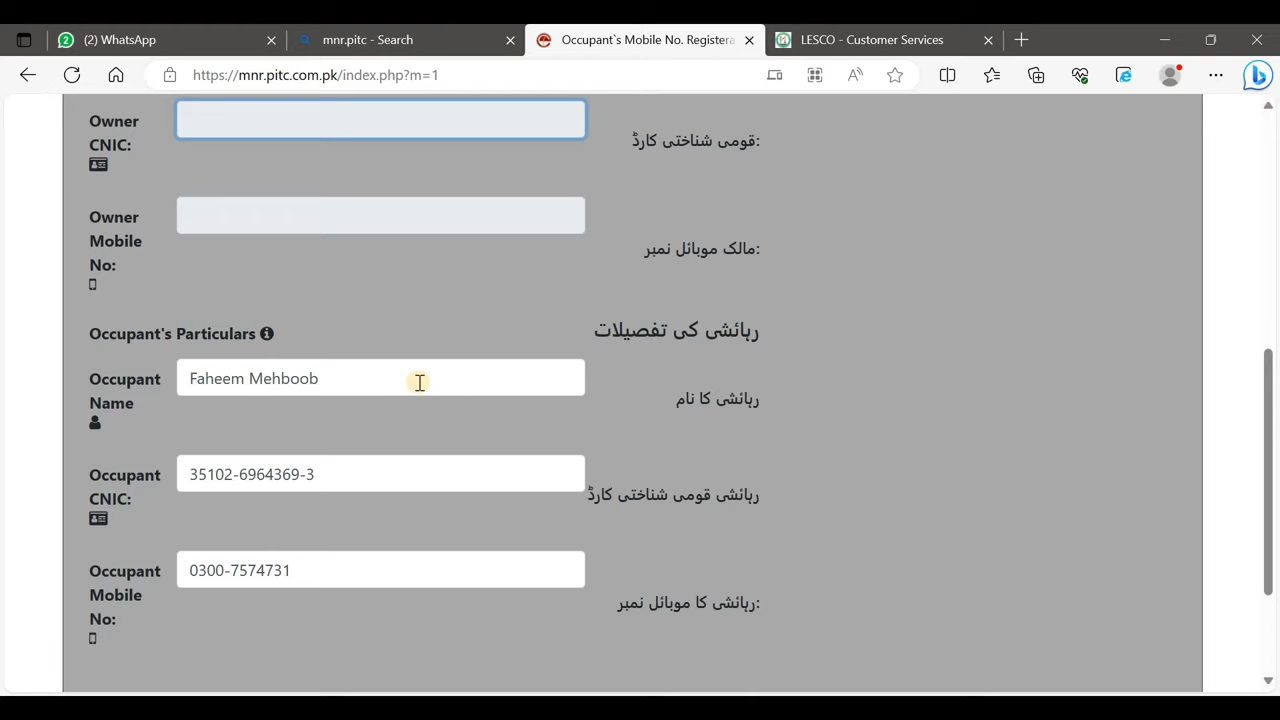 (2) WhatsApp
mnr.pitc - Search
Occupant`s Mobile No. Registera
LESCO - Customer Services
https://mnr.pitc.com.pk/index.php?m=1
Owner
CNIC:
قومی شناختی کارڈ:
Owner
Mobile
No:
مالک موبائل نمبر:
Occupant's Particulars
رہائشی کی تفصیلات
Occupant
Name
Faheem Mehboob
رہائشی کا نام
Occupant
CNIC:
35102-6964369-3
رہائشی قومی شناختی کارڈ
Occupant
Mobile
No:
0300-7574731
رہائشی کا موبائل نمبر: